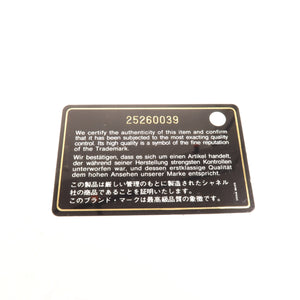 25260039
We certify the authenticity of this item and confirm
that it has been subjected to the most exacting quality
control. Its high quality is a symbol of the fine reputation
of the Trademark.
Wir bestätigen, dass es sich um einen Artikel handelt,
der während seiner Herstellung strengsten Kontrollen
unterworfen war, und dessen erstklassige Qualität
dem hohen Ansehen unserer Marke entspricht.
この製品は厳しい管理のもとに製造されたシャネル
社の商品であることを証明いたします。
このブランド・マークは最高級品質の象徴です。